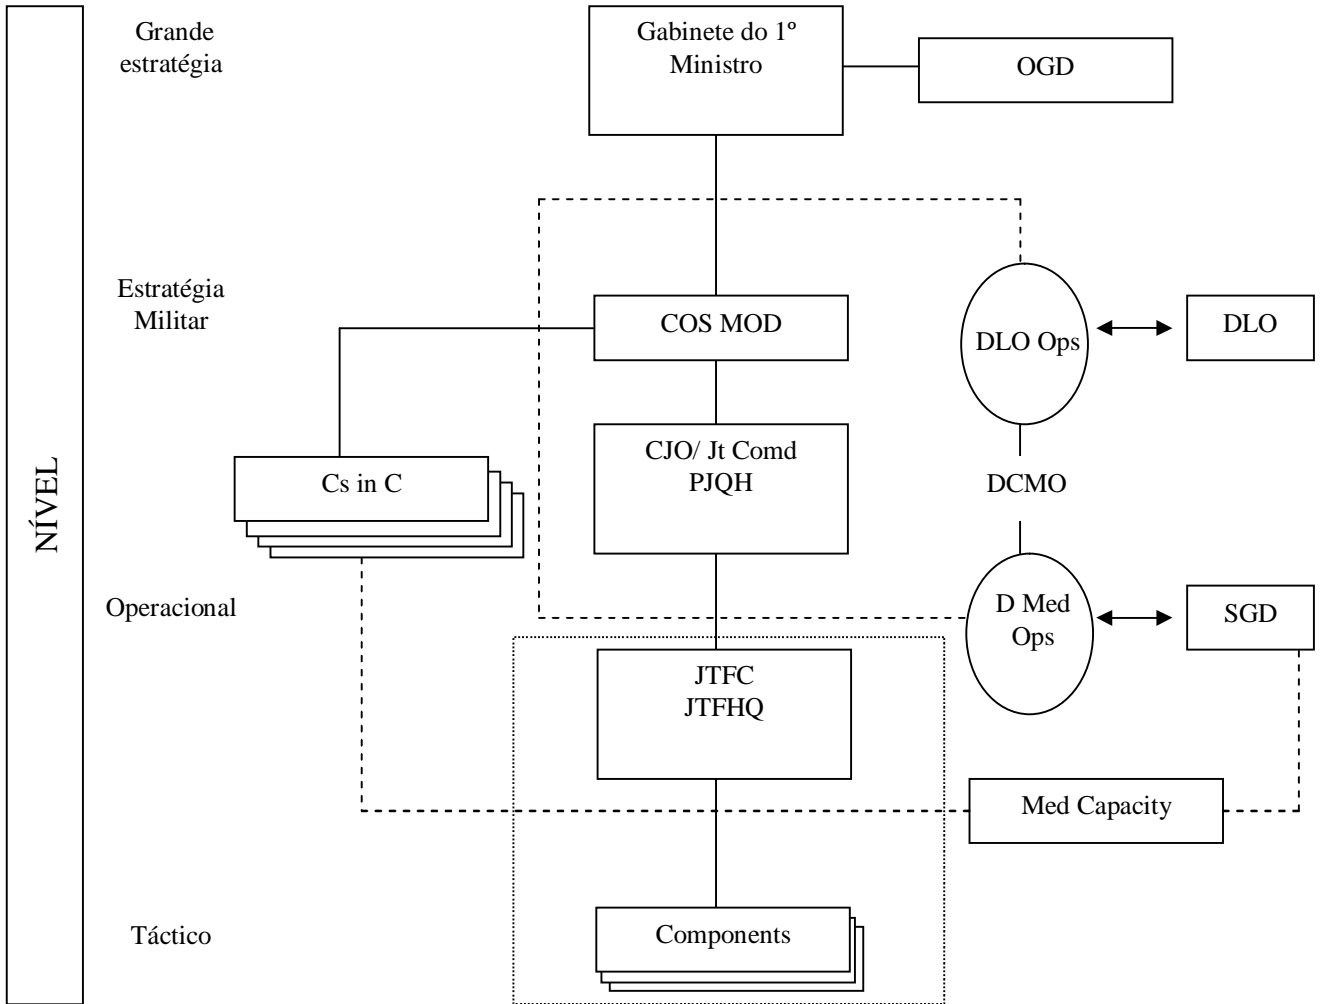 NÍVEL
Grande
estratégia
Gabinete do 1º
Ministro
OGD
Estratégia
Militar
COS MOD
DLO Ops
DLO
Cs in C
CJO/ Jt Comd
PJQH
DCMO
Operacional
D Med
Ops
SGD
JTFC
JTFHQ
Med Capacity
Táctico
Components